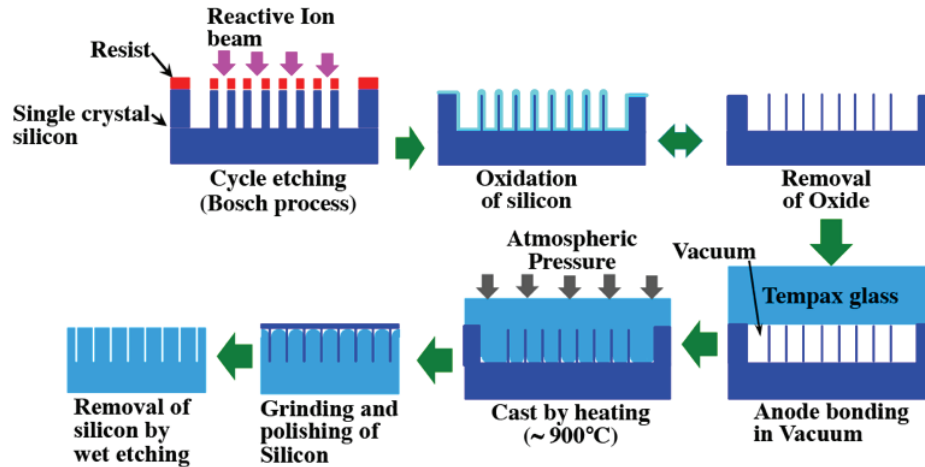 Reactive Ion
beam
Resist
Single crystal
silicon
Cycle etching
(Bosch process)
Oxidation
of silicon
Removal
of Oxide
Vacuum
Tempax glass
Anode bonding
in Vacuum
Atmospheric
Pressure
Cast by heating
(~ 900°C)
Grinding and
polishing of
Silicon
Removal of
silicon by
wet etching